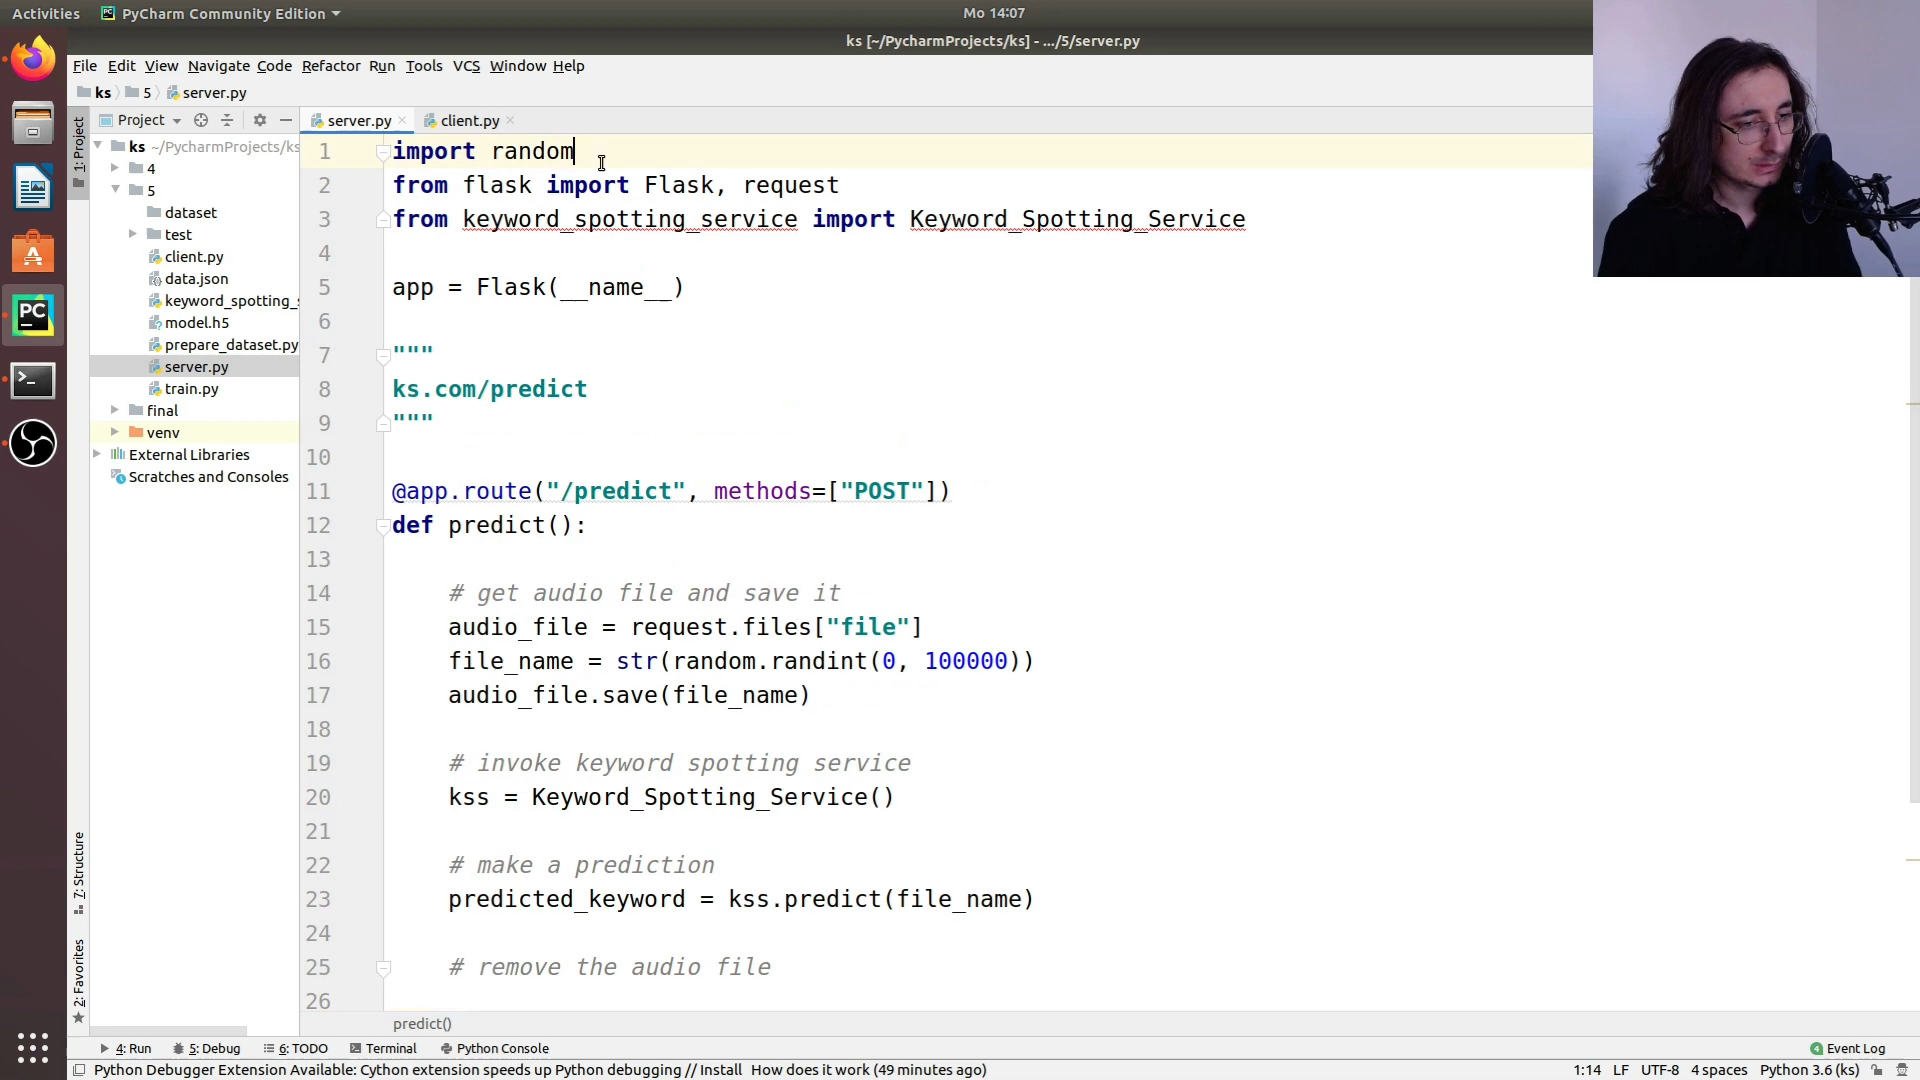 Activities PyCharm Community Edition Mo 14:07
ks [~/PycharmProjects/ks] - .../5/server.py
File Edit View Navigate Code Refactor Run Tools VCS Window Help
ks 5 server.py
Project
server.py
client.py
1: Project
7: Structure
2: Favorites
ks ~/PycharmProjects/ks
4
5
dataset
test
client.py
data.json
keyword_spotting_s
model.h5
prepare_dataset.py
server.py
train.py
final
venv
External Libraries
Scratches and Consoles
1 import random
2 from flask import Flask, request
3 from keyword_spotting_service import Keyword_Spotting_Service
4
5 app = Flask(__name__)
6
7 """
8 ks.com/predict
9 """
10
11 @app.route("/predict", methods=["POST"])
12 def predict():
13
14 # get audio file and save it
15 audio_file = request.files["file"]
16 file_name = str(random.randint(0, 100000))
17 audio_file.save(file_name)
18
19 # invoke keyword spotting service
20 kss = Keyword_Spotting_Service()
21
22 # make a prediction
23 predicted_keyword = kss.predict(file_name)
24
25 # remove the audio file
26
predict()
4: Run 5: Debug 6: TODO Terminal Python Console 4 Event Log
Python Debugger Extension Available: Cython extension speeds up Python debugging // Install How does it work (49 minutes ago) 1:14 LF UTF-8 4 spaces Python 3.6 (ks)